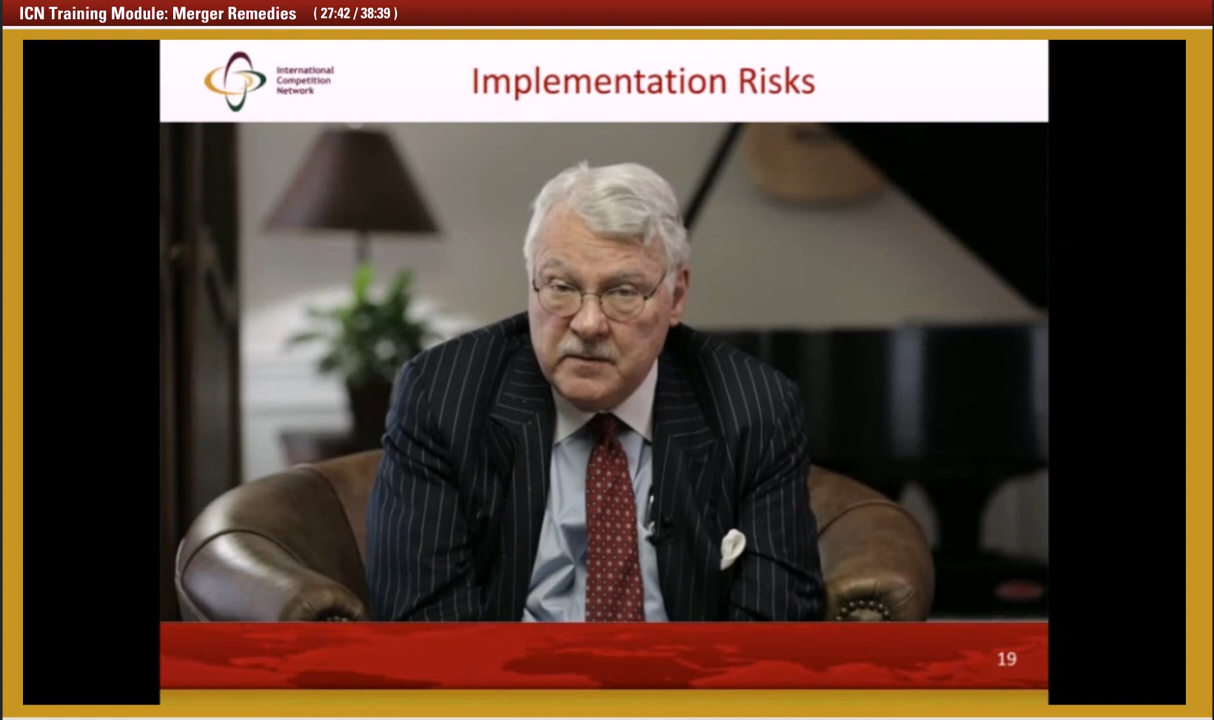 ICN Training Module: Merger Remedies ( 27:42 / 38:39 )
International
Competition
Network
Implementation Risks
19